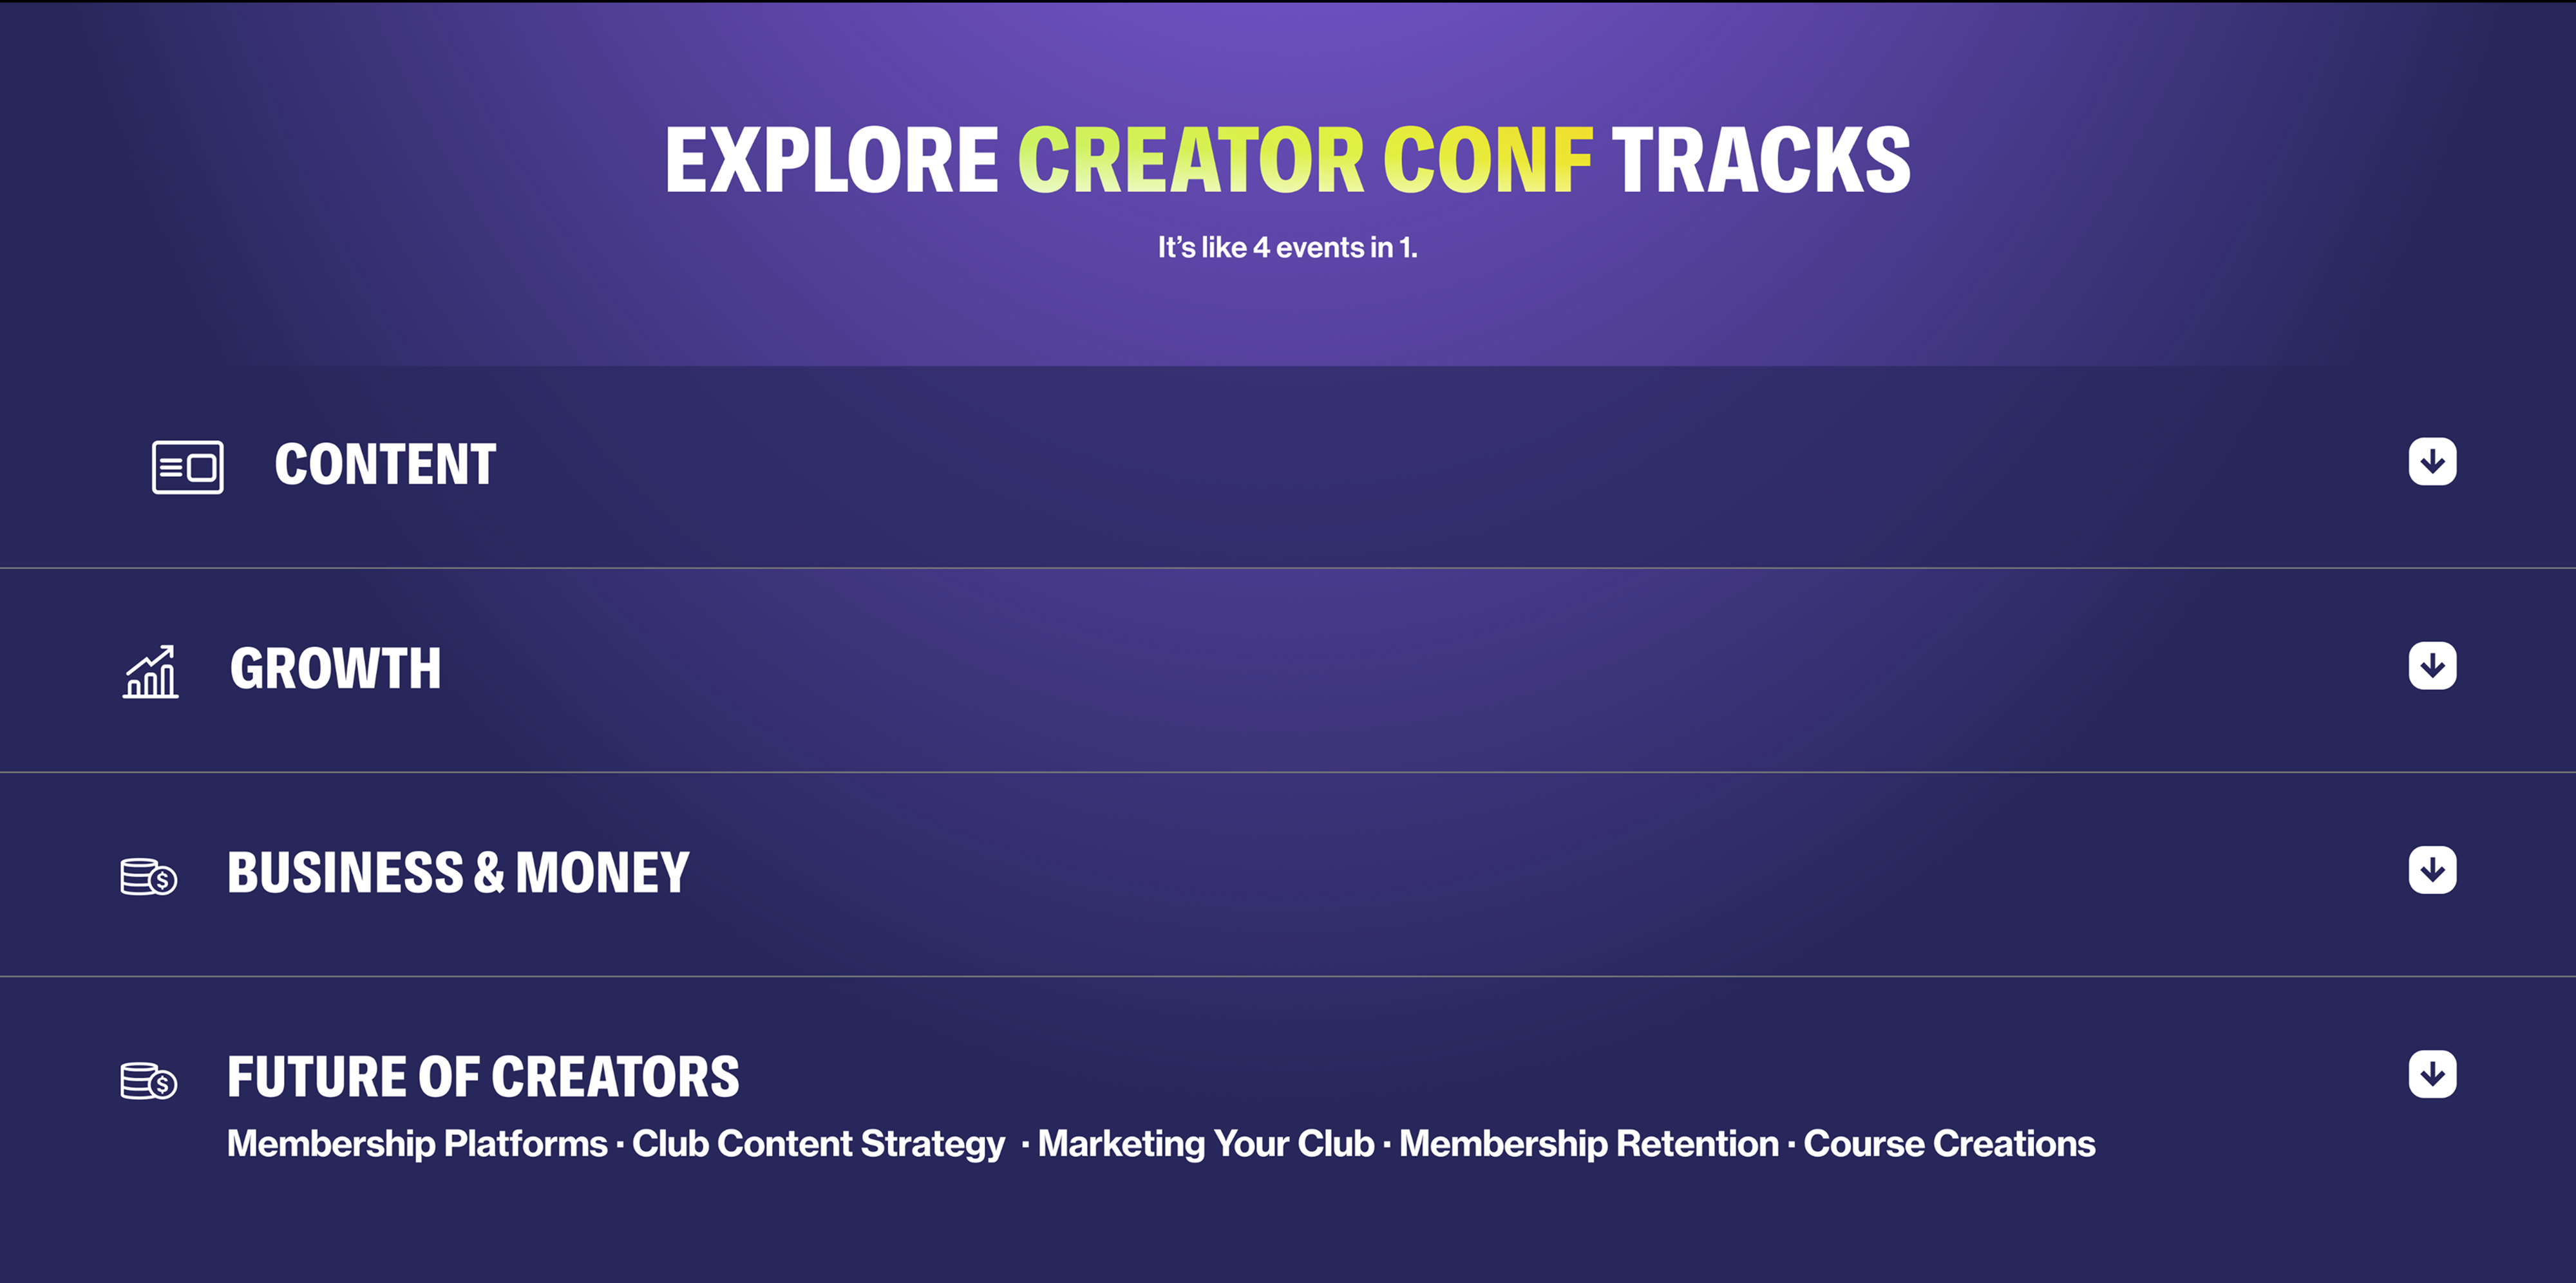 EXPLORE CREATOR CONF TRACKS
It’s like 4 events in 1.
CONTENT
GROWTH
BUSINESS & MONEY
FUTURE OF CREATORS
Membership Platforms · Club Content Strategy · Marketing Your Club · Membership Retention · Course Creations